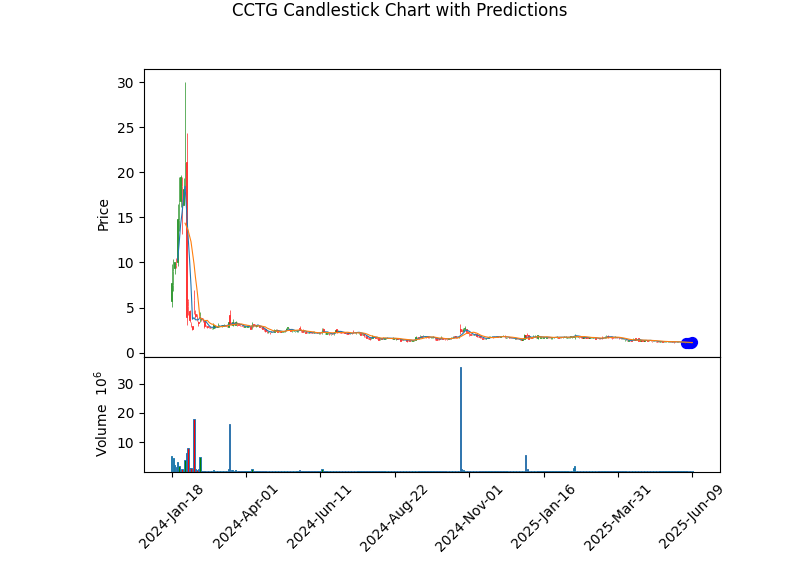 CCTG Candlestick Chart with Predictions
30
25
20
15
10
5
0
Price
30
20
10
Volume 10^6
2024-Jan-18
2024-Apr-01
2024-Jun-11
2024-Aug-22
2024-Nov-01
2025-Jan-16
2025-Mar-31
2025-Jun-09